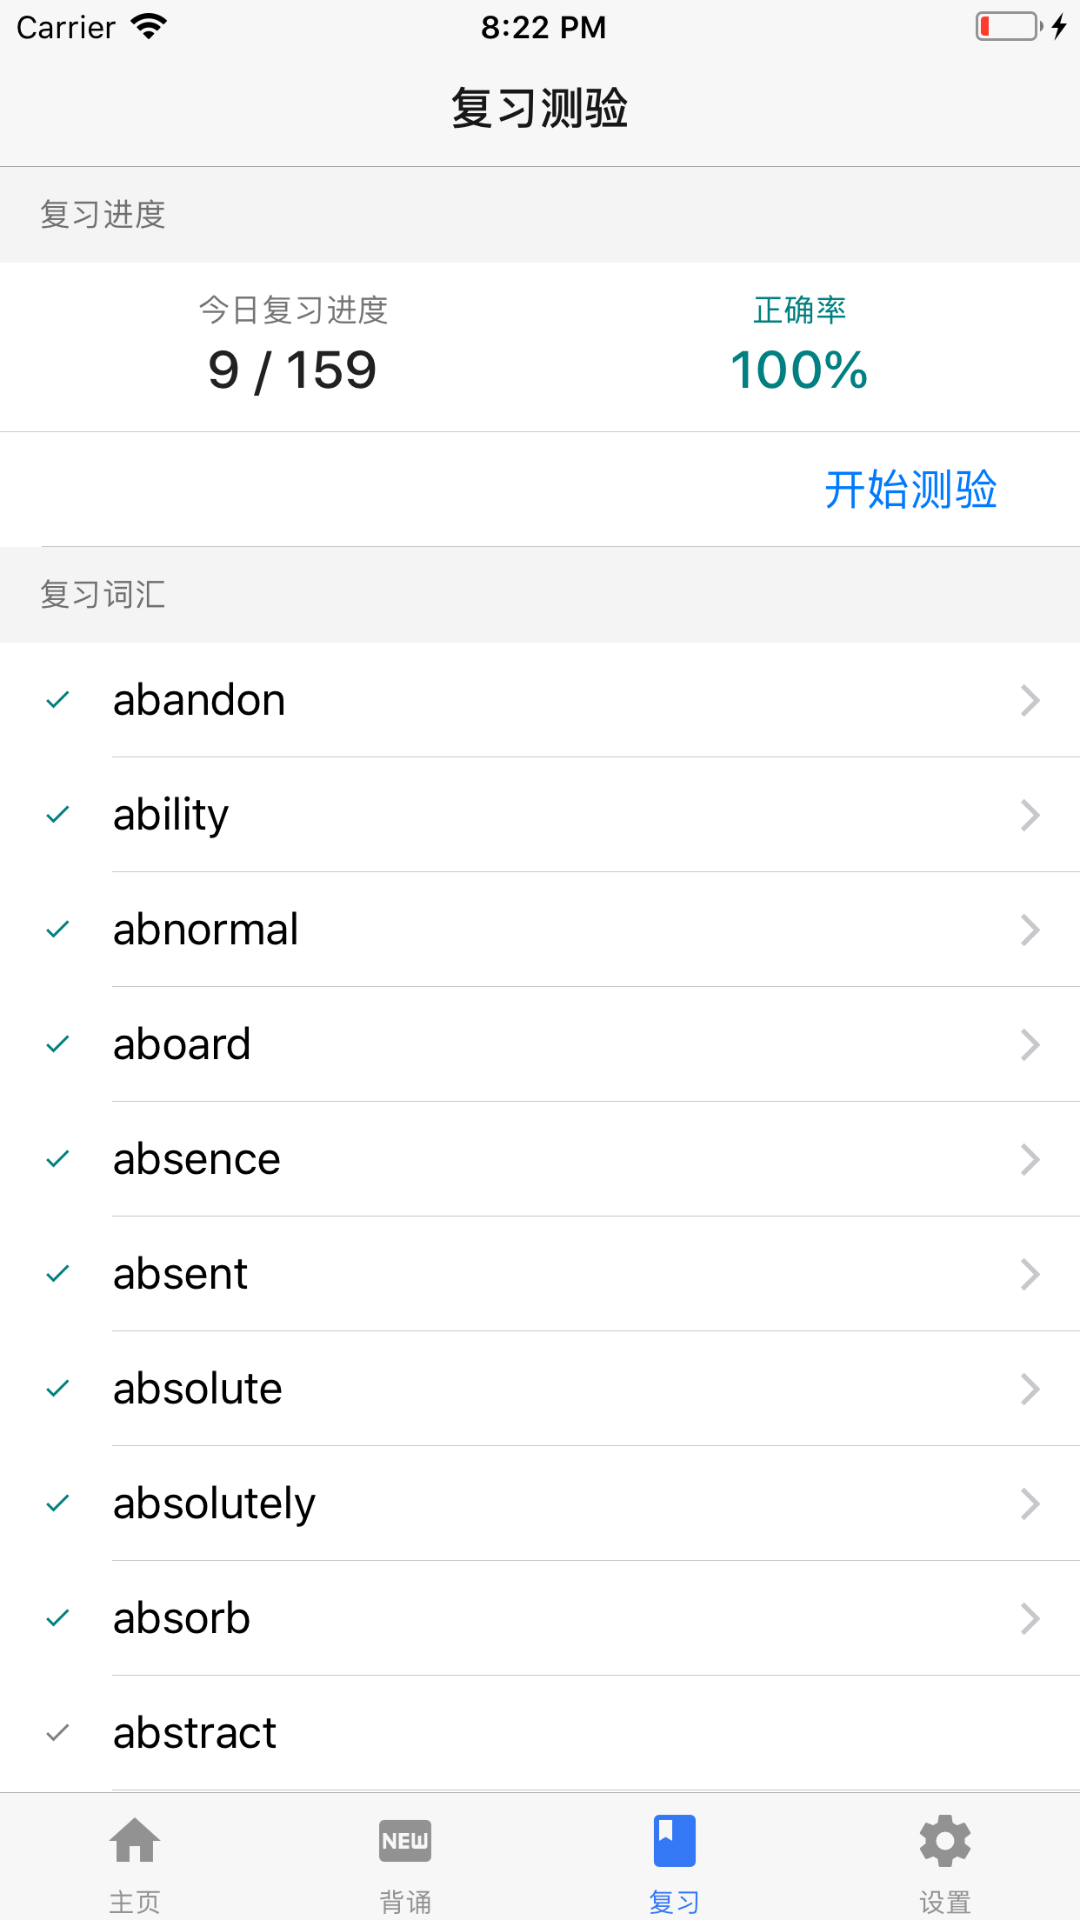 Carrier 8:22 PM
复习测验
复习进度
今日复习进度 正确率
9 / 159 100%
开始测验
复习词汇
abandon
ability
abnormal
aboard
absence
absent
absolute
absolutely
absorb
abstract
NEW
主页 背诵 复习 设置